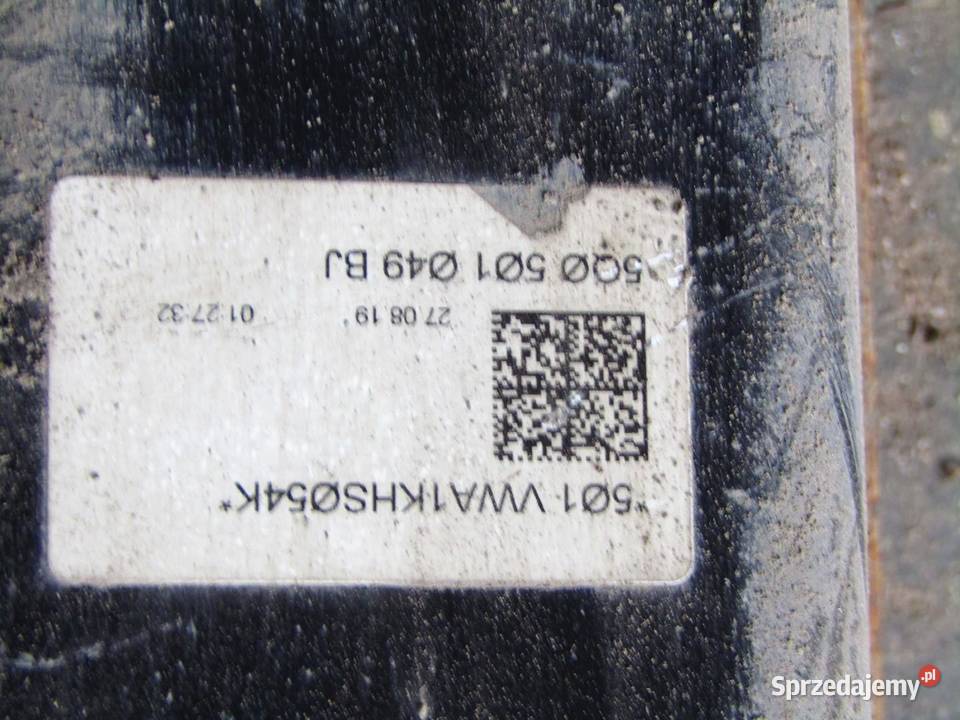 *5Ø1 VWA1KHSØ54K*
27.08.19 01:27:32
5QØ 5Ø1 Ø49 BJ
Sprzedajemy.pl